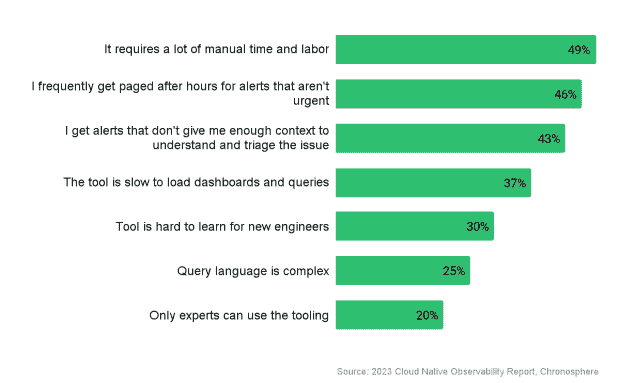 It requires a lot of manual time and labor
49%
I frequently get paged after hours for alerts that aren't
urgent
46%
I get alerts that don't give me enough context to
understand and triage the issue
43%
The tool is slow to load dashboards and queries
37%
Tool is hard to learn for new engineers
30%
Query language is complex
25%
Only experts can use the tooling
20%
Source: 2023 Cloud Native Observability Report, Chronosphere